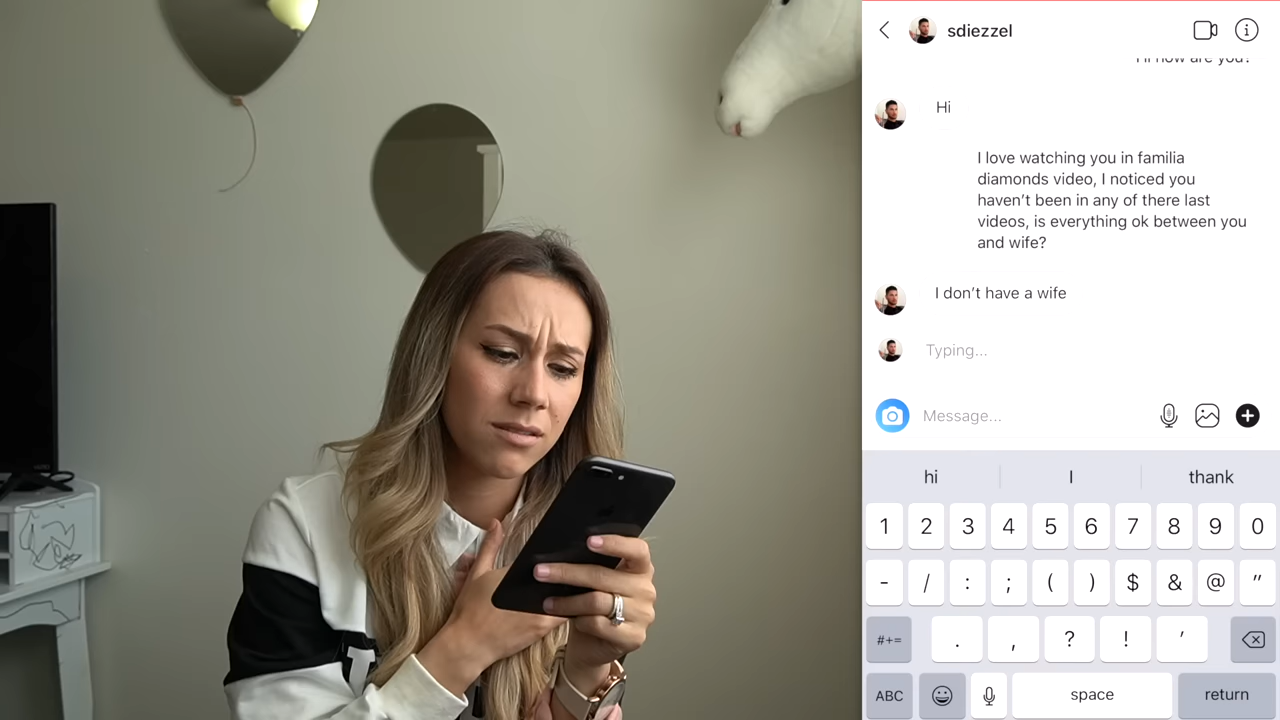 sdiezzel
Hi how are you?
Hi
I love watching you in familia
diamonds video, I noticed you
haven't been in any of there last
videos, is everything ok between you
and wife?
I don't have a wife
Typing...
Message...
hi I thank
1 2 3 4 5 6 7 8 9 0
- / : ; ( ) $ & @ "
#+= . , ? ! '
ABC space return